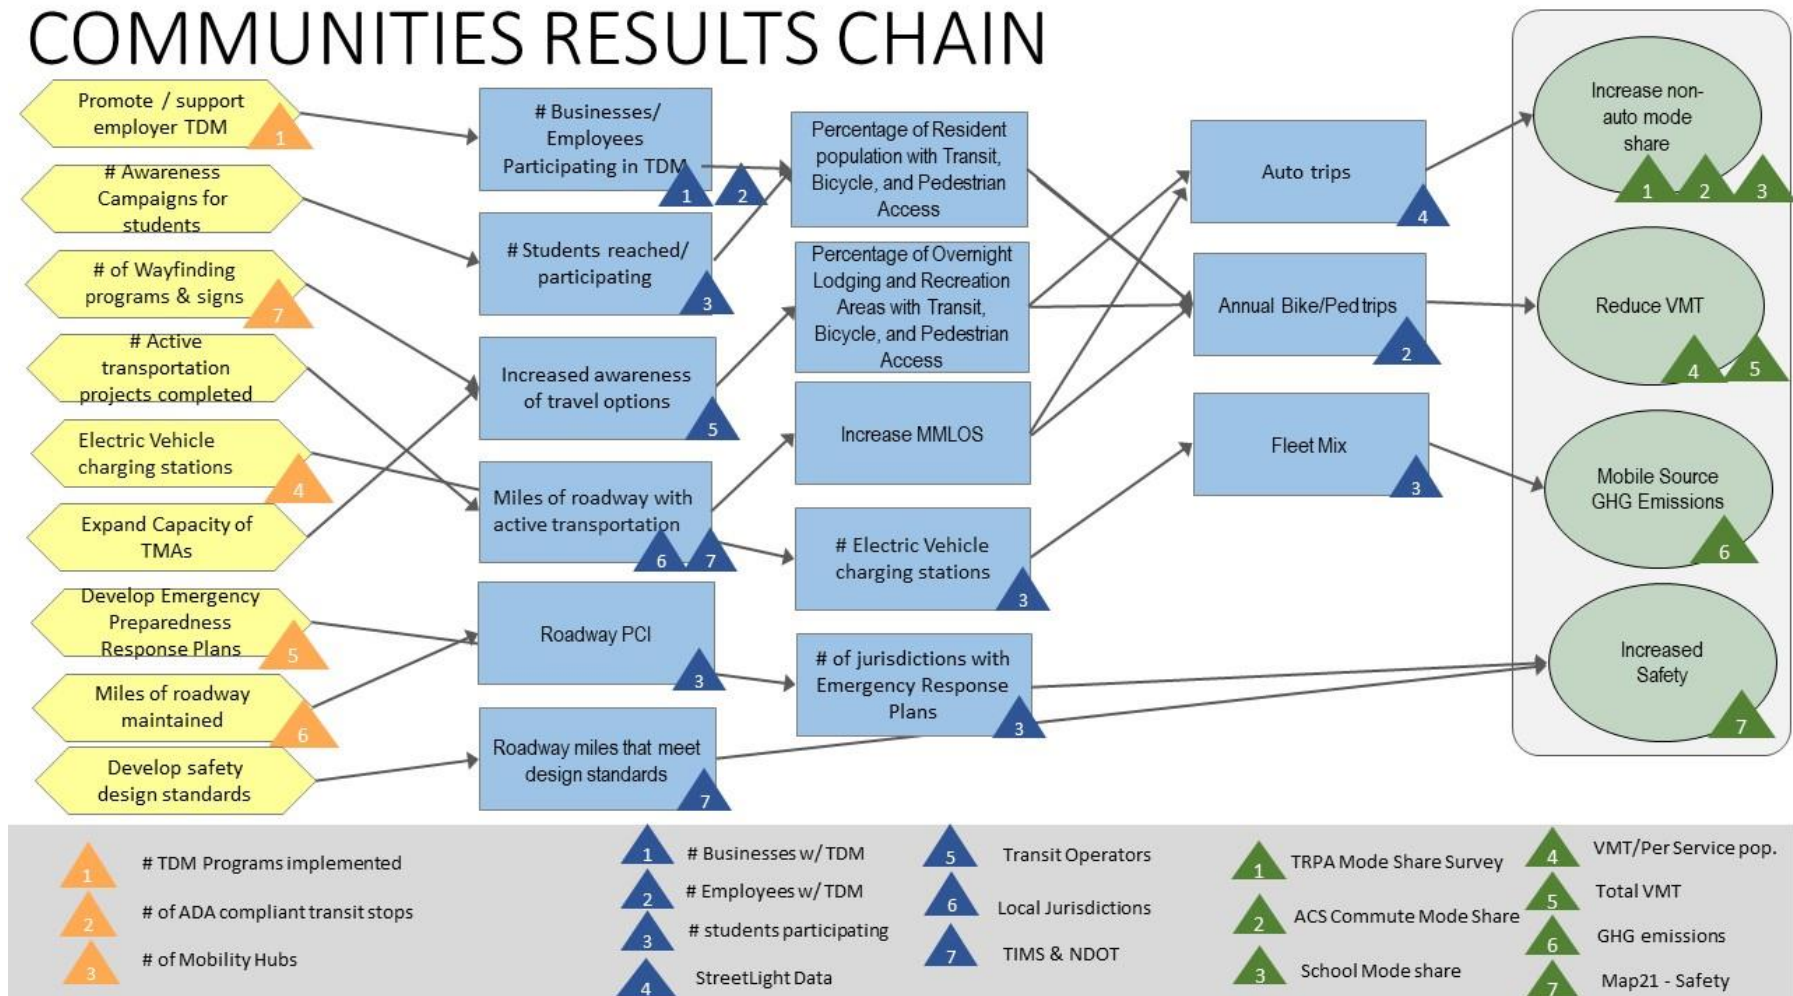 COMMUNITIES RESULTS CHAIN
Promote / support
employer TDM
1
# Awareness
Campaigns for
students
# of Wayfinding
programs & signs
7
# Active
transportation
projects completed
Electric Vehicle
charging stations
4
Expand Capacity of
TMAs
Develop Emergency
Preparedness
Response Plans
5
Miles of roadway
maintained
6
Develop safety
design standards
# Businesses/
Employees
Participating in TDM
1
2
# Students reached/
participating
3
Increased awareness
of travel options
5
Miles of roadway with
active transportation
6
7
Roadway PCI
3
Roadway miles that meet
design standards
7
Percentage of Resident
population with Transit,
Bicycle, and Pedestrian
Access
Percentage of Overnight
Lodging and Recreation
Areas with Transit,
Bicycle, and Pedestrian
Access
Increase MMLOS
# Electric Vehicle
charging stations
3
# of jurisdictions with
Emergency Response
Plans
3
Auto trips
4
Annual Bike/Ped trips
2
Fleet Mix
3
Increase non-
auto mode
share
1
2
3
Reduce VMT
4
5
Mobile Source
GHG Emissions
6
Increased
Safety
7
1 # TDM Programs implemented
2 # of ADA compliant transit stops
3 # of Mobility Hubs
1 # Businesses w/ TDM
2 # Employees w/ TDM
3 # students participating
4 StreetLight Data
5 Transit Operators
6 Local Jurisdictions
7 TIMS & NDOT
1 TRPA Mode Share Survey
2 ACS Commute Mode Share
3 School Mode share
4 VMT/Per Service pop.
5 Total VMT
6 GHG emissions
7 Map21 - Safety